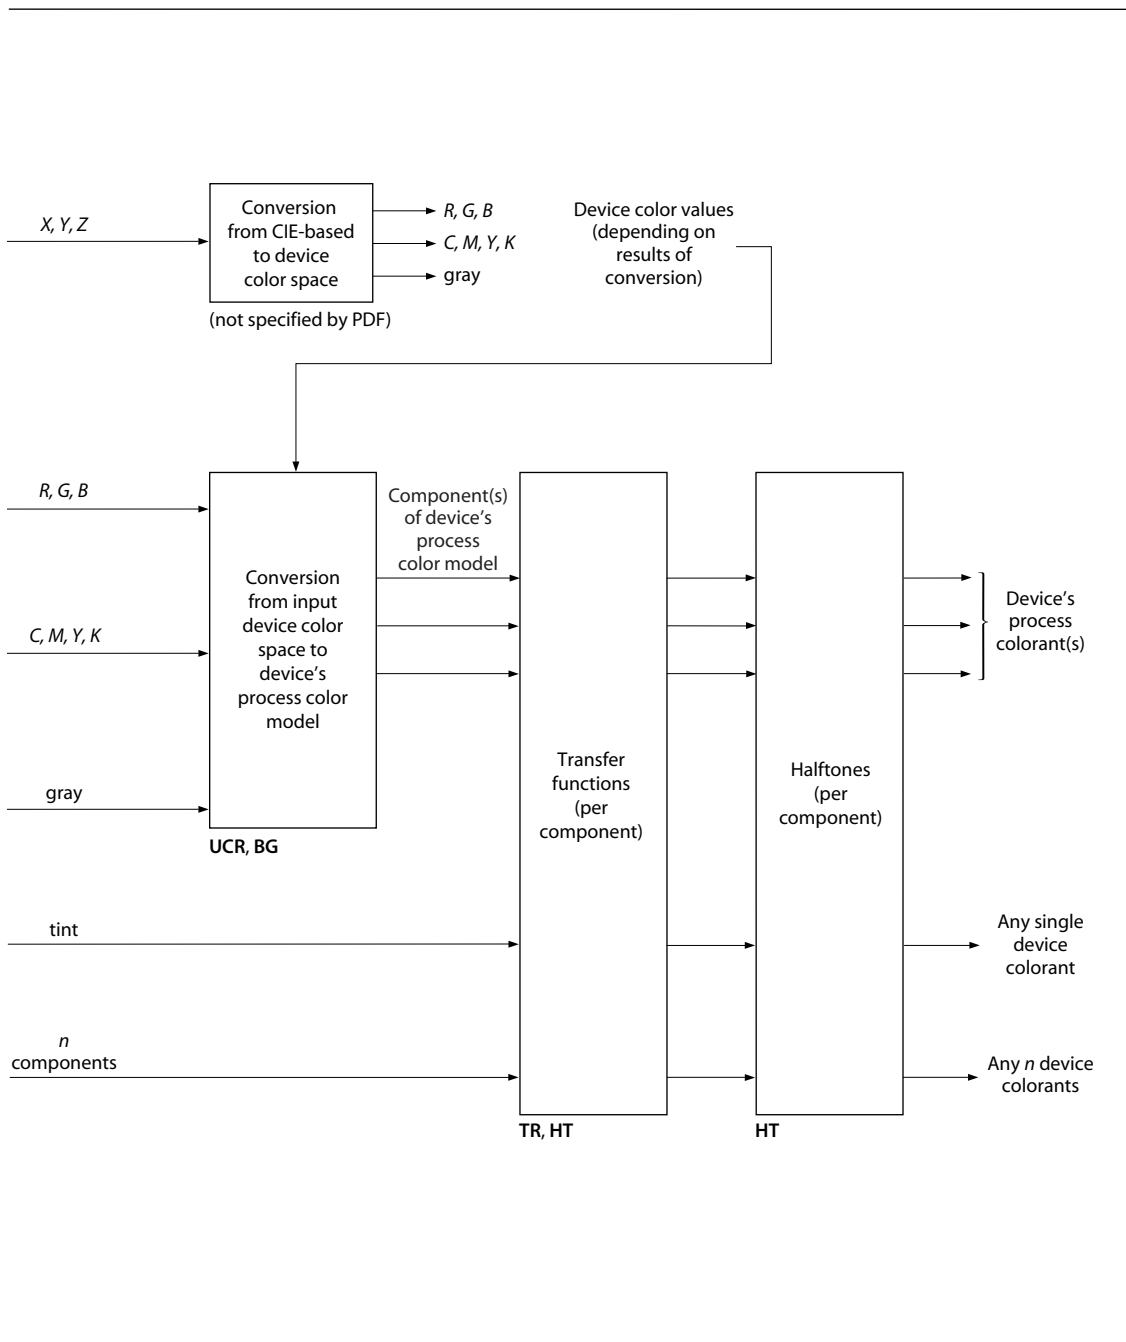 X, Y, Z
Conversion
from CIE-based
to device
color space
(not specified by PDF)
R, G, B
C, M, Y, K
gray
Device color values
(depending on
results of
conversion)
R, G, B
C, M, Y, K
gray
Conversion
from input
device color
space to
device’s
process color
model
UCR, BG
Component(s)
of device’s
process
color model
Transfer
functions
(per
component)
TR, HT
Halftones
(per
component)
HT
Device’s
process
colorant(s)
tint
Any single
device
colorant
n
components
Any n device
colorants